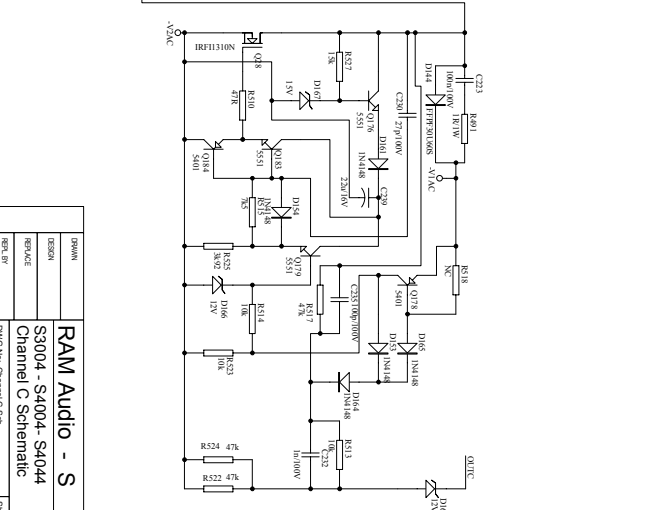 -V2AC
IRFI1310N
Q28
R510
47R
15V
D167
R527
15k
Q176
5551
C230
27p/100V
D144
FFPF30U60S
C223
100n/100V
R491
1R/1W
-V1AC
D161
1N4148
C239
22u/16V
Q184
5401
Q183
5551
R515
7k5
D154
1N4148
R525
3k92
Q179
5551
D166
12V
R514
10k
R517
47k
C235
100p/100V
Q178
5401
R518
NC
R523
10k
D153
1N4148
D165
1N4148
D164
1N4148
R513
10k
C232
1n/100V
R524 47k
R522 47k
OUTC
12V
DRAWN
DESIGN
REPLACE
REPL BY
RAM Audio - S
S3004 - S4004- S4044
Channel C Schematic